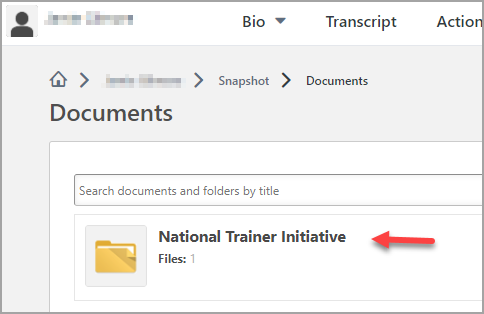 Bio Transcript Action
Snapshot Documents
Documents
Search documents and folders by title
National Trainer Initiative
Files: 1